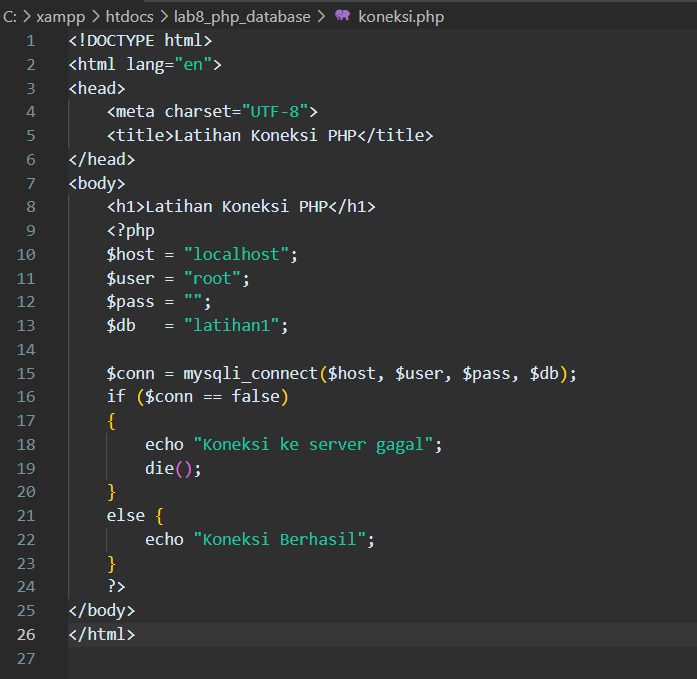 C: > xampp > htdocs > lab8_php_database > koneksi.php
1 <!DOCTYPE html>
2 <html lang="en">
3 <head>
4     <meta charset="UTF-8">
5     <title>Latihan Koneksi PHP</title>
6 </head>
7 <body>
8     <h1>Latihan Koneksi PHP</h1>
9     <?php
10     $host = "localhost";
11     $user = "root";
12     $pass = "";
13     $db   = "latihan1";
14
15     $conn = mysqli_connect($host, $user, $pass, $db);
16     if ($conn == false)
17     {
18         echo "Koneksi ke server gagal";
19         die();
20     }
21     else {
22         echo "Koneksi Berhasil";
23     }
24     ?>
25 </body>
26 </html>
27